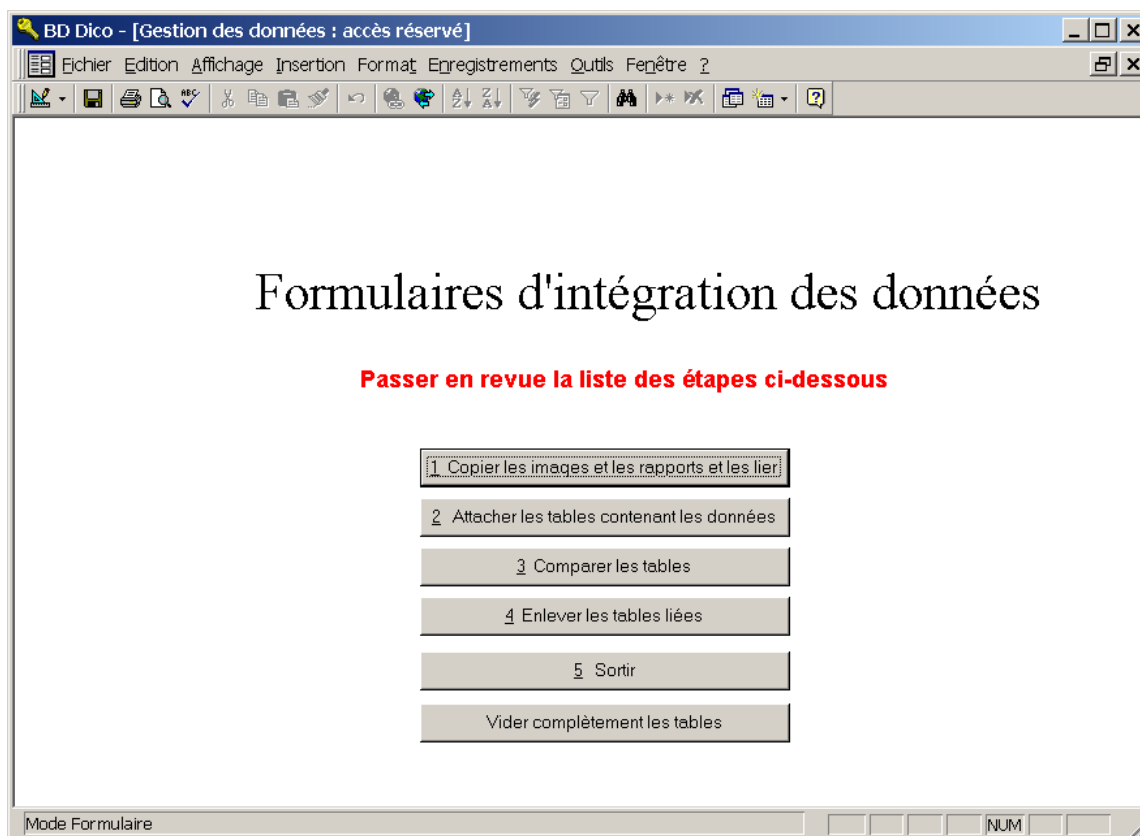 BD Dico - [Gestion des données : accès réservé]
Fichier Edition Affichage Insertion Format Enregistrements Outils Fenêtre ?
Formulaires d'intégration des données
Passer en revue la liste des étapes ci-dessous
1 Copier les images et les rapports et les lier
2 Attacher les tables contenant les données
3 Comparer les tables
4 Enlever les tables liées
5 Sortir
Vider complètement les tables
Mode Formulaire NUM